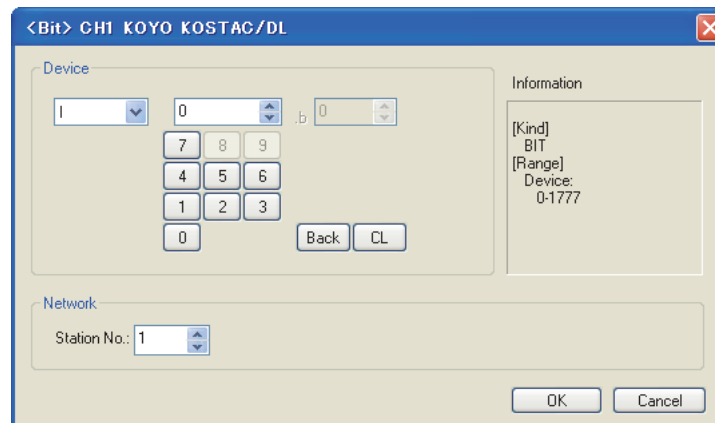 <Bit> CH1 KOYO KOSTAC/DL
Device
I 0 .b 0
7 8 9
4 5 6
1 2 3
0 Back CL
Information
[Kind]
BIT
[Range]
Device:
0-1777
Network
Station No.: 1
OK Cancel